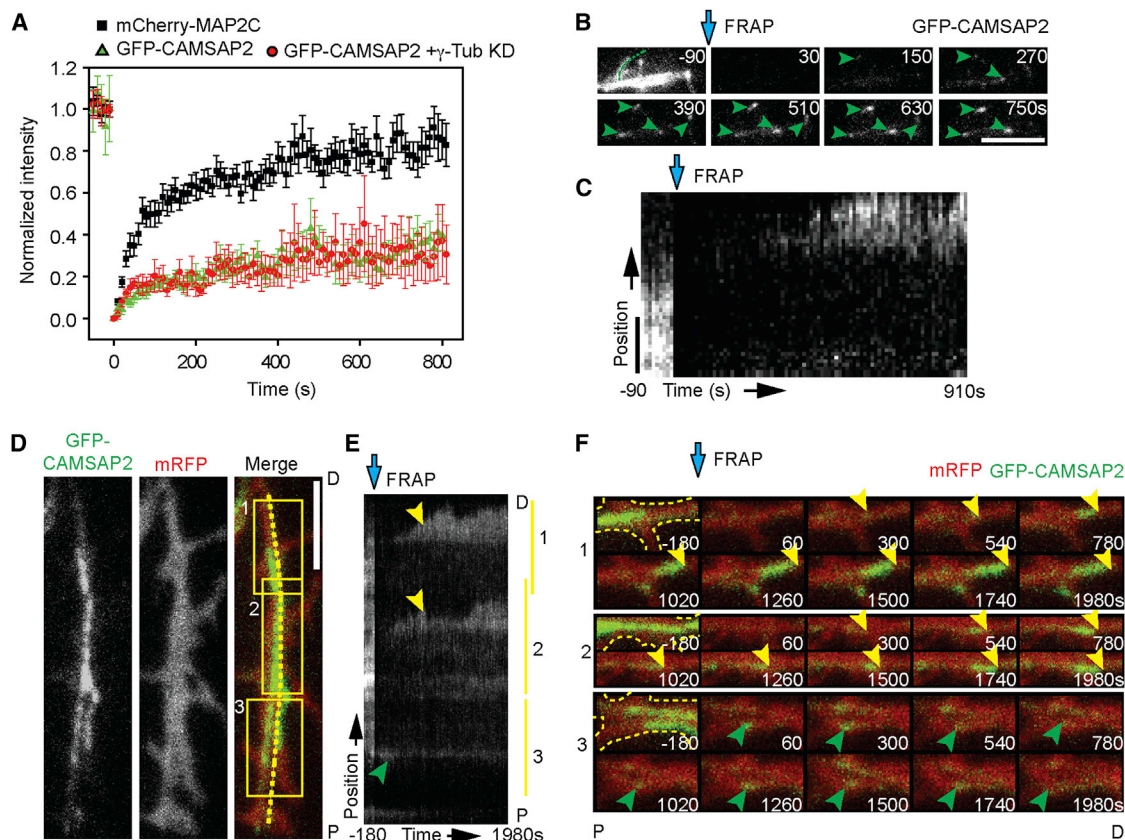 A
mCherry-MAP2C
GFP-CAMSAP2
GFP-CAMSAP2 +γ-Tub KD
1.2
1.0
0.8
0.6
0.4
0.2
0.0
Normalized intensity
0 200 400 600 800
Time (s)
B
FRAP
GFP-CAMSAP2
-90 30 150 270
390 510 630 750s
C
FRAP
Position
-90 Time (s) 910s
D
GFP-
CAMSAP2
mRFP
Merge
D
1
2
3
P
E
FRAP
D
1
2
3
P
Position
-180 Time 1980s
F
FRAP
mRFP GFP-CAMSAP2
1
-180 60 300 540 780
1020 1260 1500 1740 1980s
2
-180 60 300 540 780
1020 1260 1500 1740 1980s
3
-180 60 300 540 780
1020 1260 1500 1740 1980s
P D